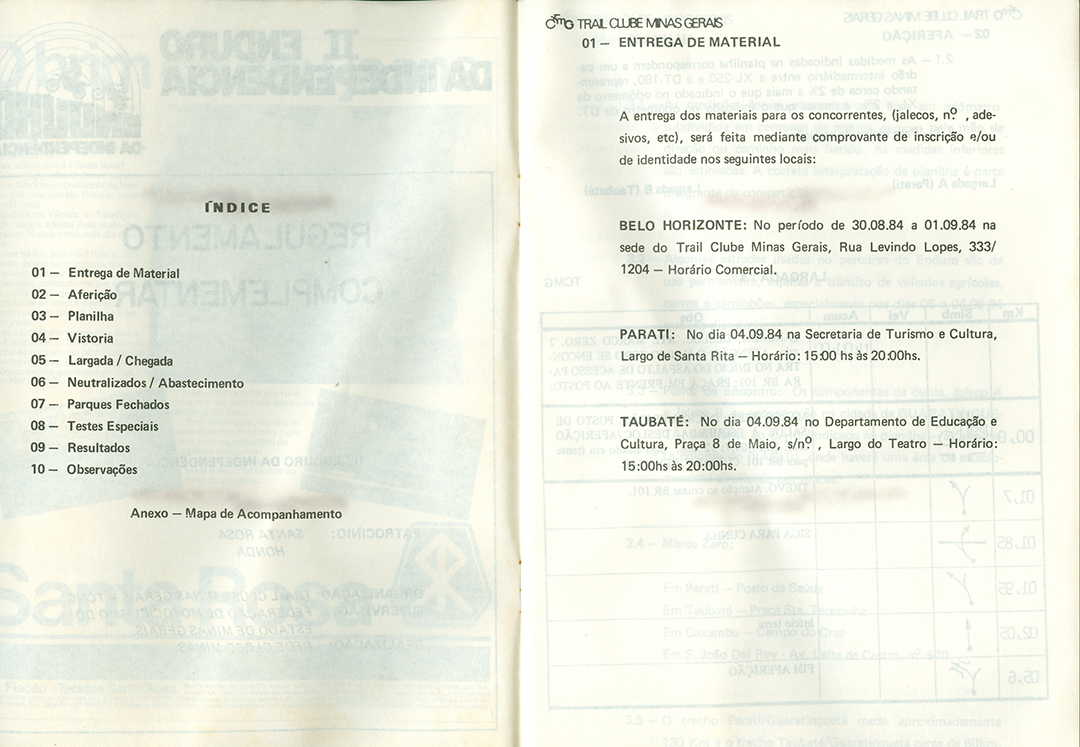 ÍNDICE
01 — Entrega de Material
02 — Aferição
03 — Planilha
04 — Vistoria
05 — Largada / Chegada
06 — Neutralizados / Abastecimento
07 — Parques Fechados
08 — Testes Especiais
09 — Resultados
10 — Observações
Anexo — Mapa de Acompanhamento
TRAIL CLUBE MINAS GERAIS
01 — ENTREGA DE MATERIAL
A entrega dos materiais para os concorrentes, (jalecos, nº , ade-
sivos, etc), será feita mediante comprovante de inscrição e/ou
de identidade nos seguintes locais:
BELO HORIZONTE: No período de 30.08.84 a 01.09.84 na
sede do Trail Clube Minas Gerais, Rua Levindo Lopes, 333/
1204 — Horário Comercial.
PARATI: No dia 04.09.84 na Secretaria de Turismo e Cultura,
Largo de Santa Rita — Horário: 15:00 hs às 20:00hs.
TAUBATÉ: No dia 04.09.84 no Departamento de Educação e
Cultura, Praça 8 de Maio, s/nº , Largo do Teatro — Horário:
15:00hs às 20:00hs.